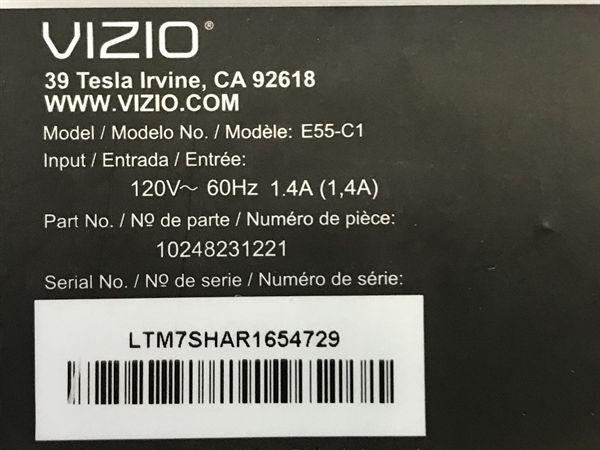 VIZIO®
39 Tesla Irvine, CA 92618
WWW.VIZIO.COM
Model / Modelo No. / Modèle: E55-C1
Input / Entrada / Entrée:
120V~ 60Hz 1.4A (1,4A)
Part No. / Nº de parte / Numéro de pièce:
10248231221
Serial No. / Nº de serie / Numéro de série:
LTM7SHAR1654729